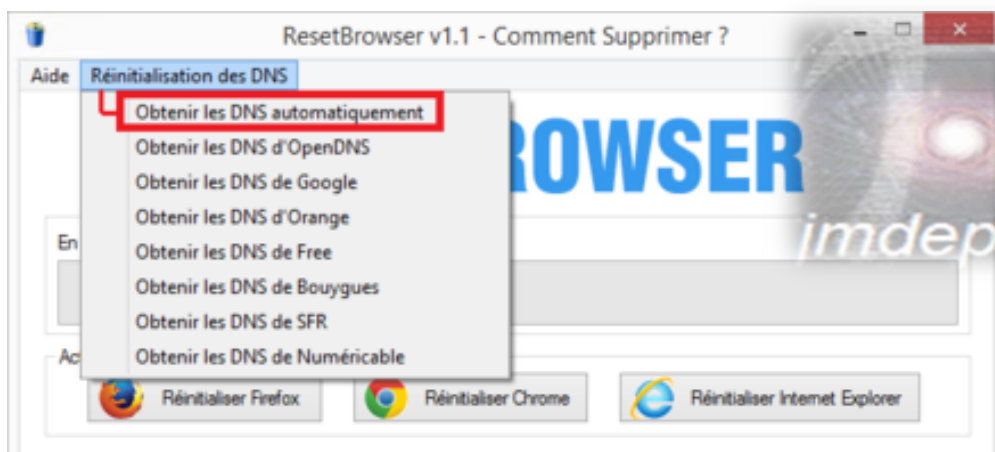 ResetBrowser v1.1 - Comment Supprimer ?
Aide Réinitialisation des DNS
Obtenir les DNS automatiquement
Obtenir les DNS d'OpenDNS
Obtenir les DNS de Google
Obtenir les DNS d'Orange
Obtenir les DNS de Free
Obtenir les DNS de Bouygues
Obtenir les DNS de SFR
Obtenir les DNS de Numéricable
ROWSER
jmdep
En
Ac
Réinitialiser Firefox
Réinitialiser Chrome
Réinitialiser Internet Explorer